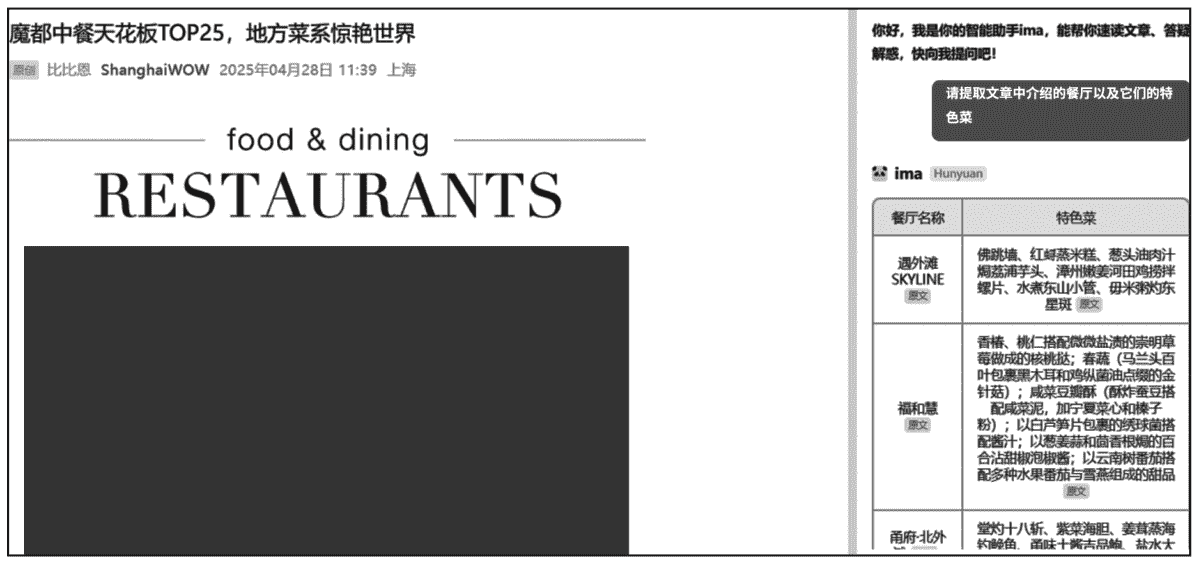 魔都中餐天花板TOP25，地方菜系惊艳世界
原创 比比恩 ShanghaiWOW 2025年04月28日 11:39 上海
food & dining
RESTAURANTS
你好，我是你的智能助手ima，能帮你速读文章、答疑
解惑，快向我提问吧！
请提取文章中介绍的餐厅以及它们的特
色菜
ima Hunyuan
餐厅名称 特色菜
遇外滩
SKYLINE
原文
佛跳墙、红蟳蒸米糕、葱头油肉汁
焗荔浦芋头、漳州嫩姜河田鸡捞拌
螺片、水煮东山小管、毋米粥灼东
星斑 原文
福和慧
原文
香椿、桃仁搭配微微盐渍的崇明草
莓做成的核桃挞；春蔬（马兰头百
叶包裹黑木耳和鸡纵菌油点缀的金
针菇）；咸菜豆瓣酥（酥炸蚕豆搭
配咸菜泥，加宁夏菜心和榛子
粉）；以白芦笋片包裹的绣球菌搭
配酱汁；以葱姜蒜和茴香根焗的百
合沾甜椒泡椒酱；以云南树番茄搭
配多种水果番茄与雪燕组成的甜品
原文
甬府·北外
堂灼十八斩、紫菜海胆、姜茸蒸海